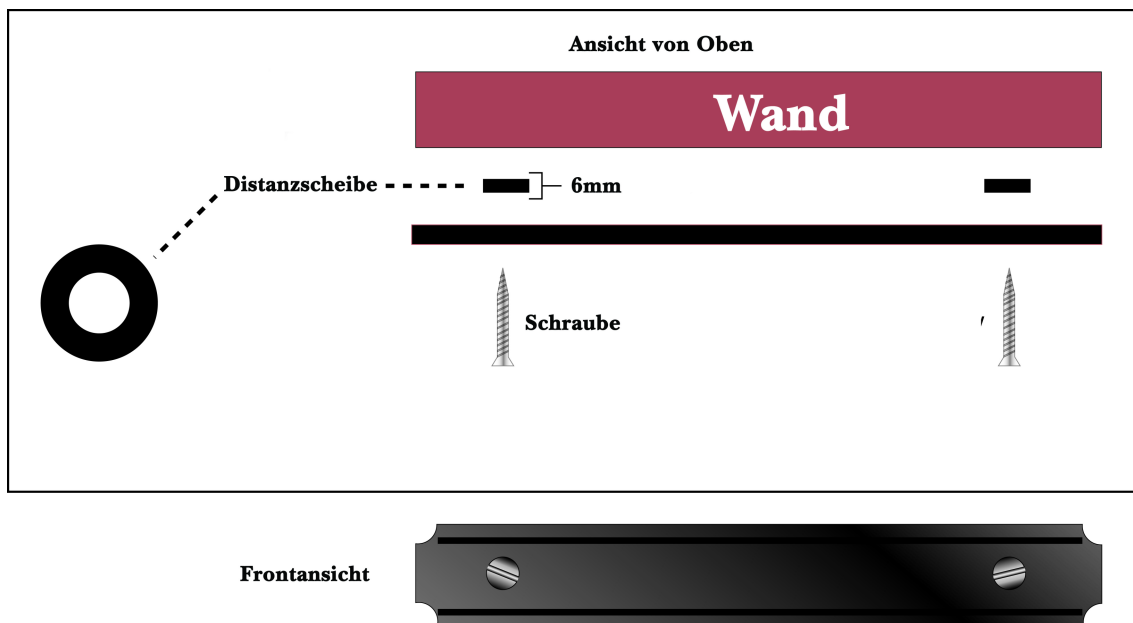 Ansicht von Oben
Wand
Distanzscheibe
6mm
Schraube
Frontansicht